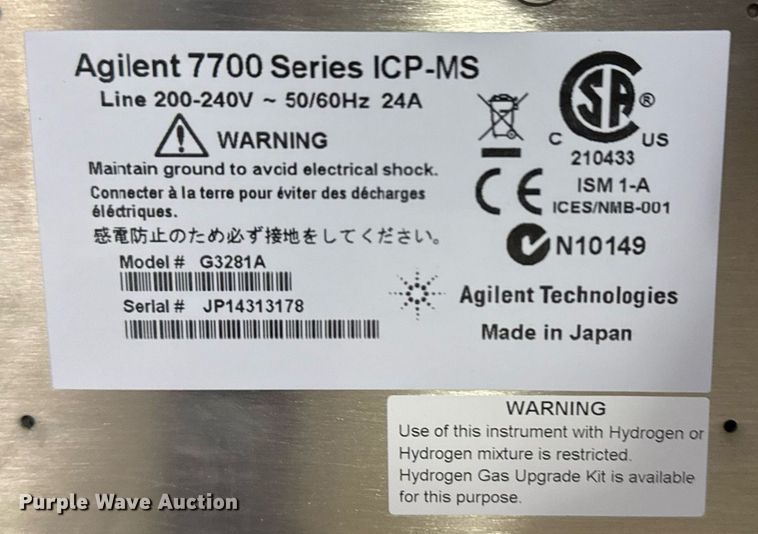 Agilent 7700 Series ICP-MS
Line 200-240V ~ 50/60Hz 24A
WARNING
Maintain ground to avoid electrical shock.
Connecter à la terre pour éviter des décharges
éléctriques.
感電防止のため必ず接地をしてください。
Model # G3281A
Serial # JP14313178
SA ®
C US
210433
CE ISM 1-A
ICES/NMB-001
N10149
Agilent Technologies
Made in Japan
WARNING
Use of this instrument with Hydrogen or
Hydrogen mixture is restricted.
Hydrogen Gas Upgrade Kit is available
for this purpose.
Purple Wave Auction